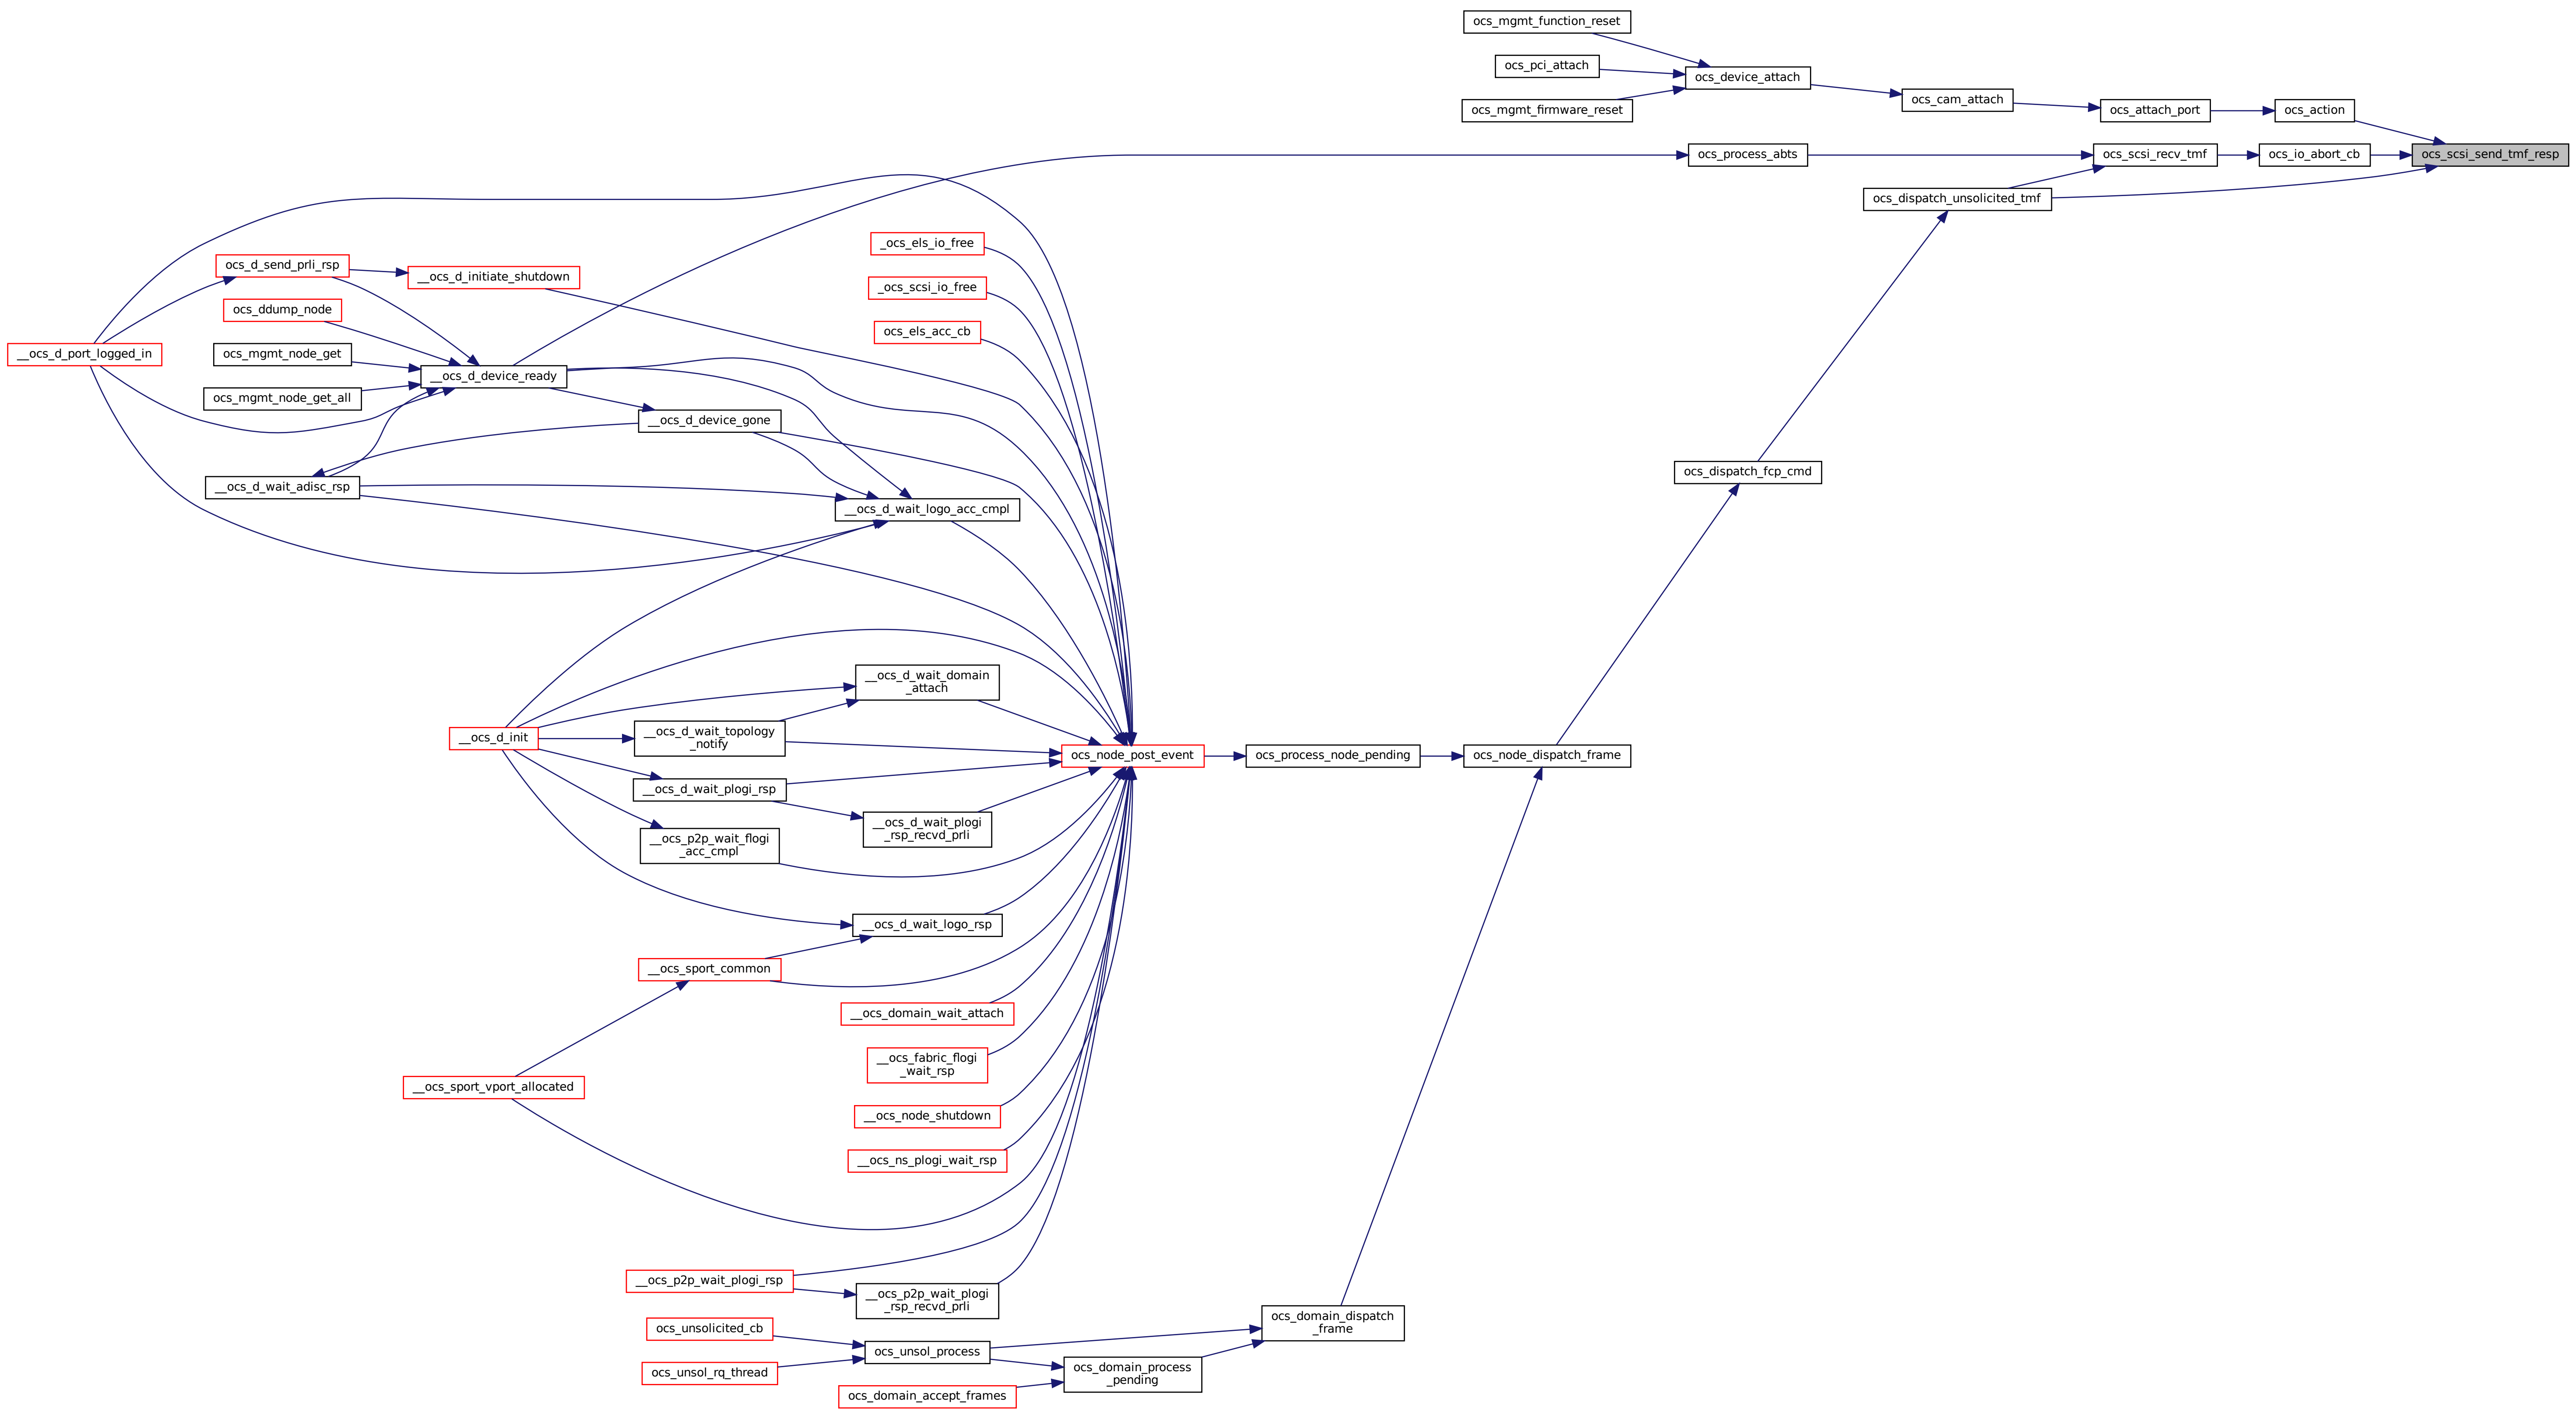 ocs_mgmt_function_reset
ocs_pci_attach
ocs_device_attach
ocs_mgmt_firmware_reset
ocs_cam_attach
ocs_attach_port
ocs_action
ocs_process_abts
ocs_scsi_recv_tmf
ocs_io_abort_cb
ocs_scsi_send_tmf_resp
ocs_dispatch_unsolicited_tmf
_ocs_els_io_free
ocs_d_send_prli_rsp
__ocs_d_initiate_shutdown
_ocs_scsi_io_free
ocs_ddump_node
ocs_els_acc_cb
__ocs_d_port_logged_in
ocs_mgmt_node_get
__ocs_d_device_ready
ocs_mgmt_node_get_all
__ocs_d_device_gone
ocs_dispatch_fcp_cmd
__ocs_d_wait_adisc_rsp
__ocs_d_wait_logo_acc_cmpl
__ocs_d_wait_domain
_attach
__ocs_d_init
__ocs_d_wait_topology
_notify
ocs_node_post_event
ocs_process_node_pending
ocs_node_dispatch_frame
__ocs_d_wait_plogi_rsp
__ocs_d_wait_plogi
_rsp_recvd_prli
__ocs_p2p_wait_flogi
_acc_cmpl
__ocs_d_wait_logo_rsp
__ocs_sport_common
__ocs_domain_wait_attach
__ocs_fabric_flogi
_wait_rsp
__ocs_sport_vport_allocated
__ocs_node_shutdown
__ocs_ns_plogi_wait_rsp
__ocs_p2p_wait_plogi_rsp
__ocs_p2p_wait_plogi
_rsp_recvd_prli
ocs_domain_dispatch
_frame
ocs_unsolicited_cb
ocs_unsol_process
ocs_unsol_rq_thread
ocs_domain_process
_pending
ocs_domain_accept_frames